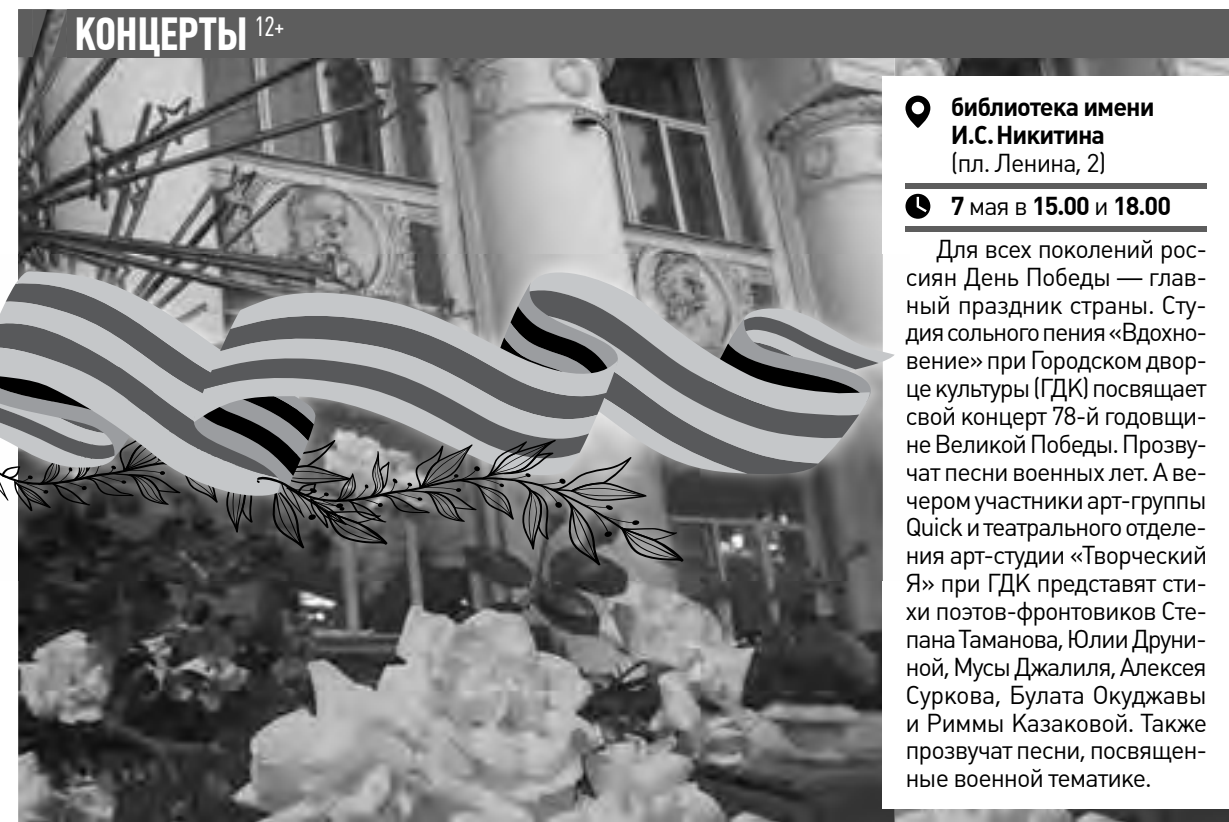 КОНЦЕРТЫ 12+
библиотека имени
И.С. Никитина
(пл. Ленина, 2)
7 мая в 15.00 и 18.00
Для всех поколений рос-
сиян День Победы — глав-
ный праздник страны. Сту-
дия сольного пения «Вдохно-
вение» при Городском двор-
це культуры (ГДК) посвящает
свой концерт 78-й годовщи-
не Великой Победы. Прозву-
чат песни военных лет. А ве-
чером участники арт-группы
Quick и театрального отделе-
ния арт-студии «Творческий
Я» при ГДК представят сти-
хи поэтов-фронтовиков Сте-
пана Таманова, Юлии Друни-
ной, Мусы Джалиля, Алексея
Суркова, Булата Окуджавы
и Риммы Казаковой. Также
прозвучат песни, посвящен-
ные военной тематике.